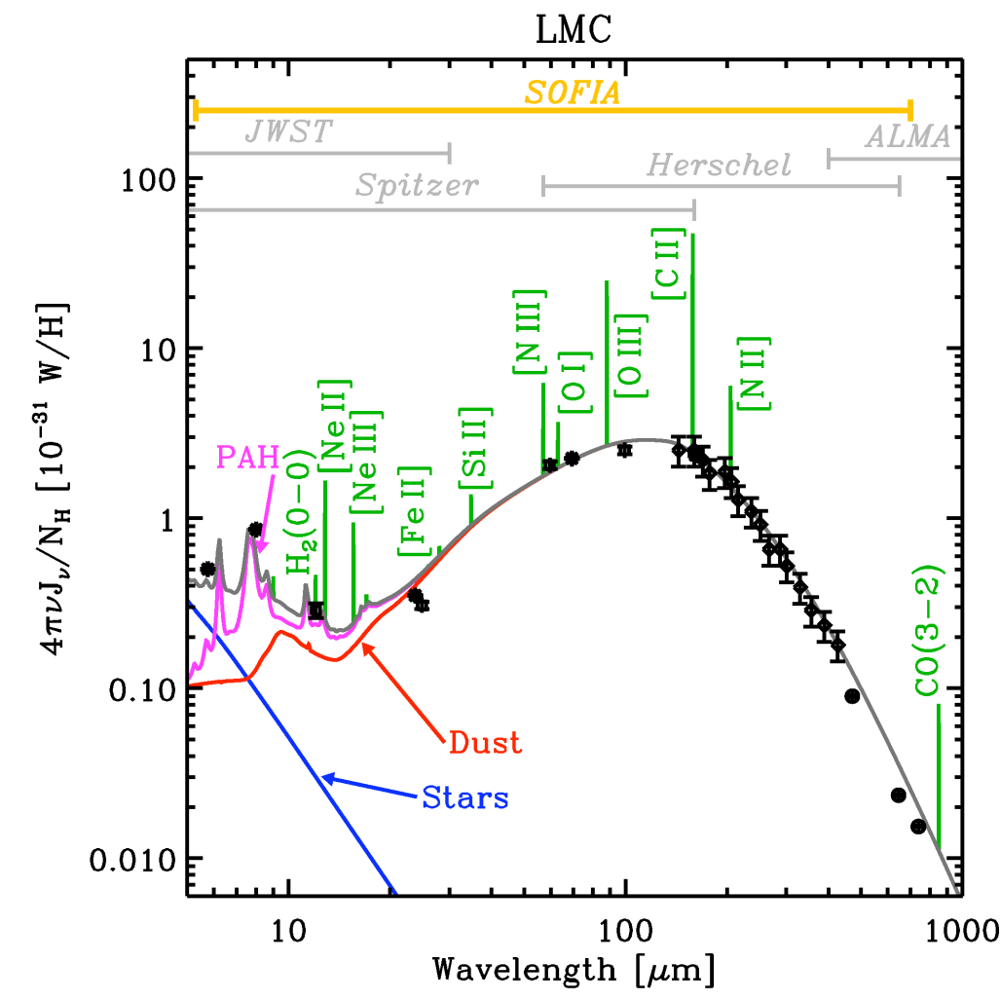 LMC
SOFIA
JWST
ALMA
Herschel
Spitzer
100
10
1
0.10
0.010
4πνJν/NH [10−31 W/H]
[C II]
[N III]
[O I]
[O III]
[N II]
[Ne II]
[Ne III]
[Si II]
PAH
H2(0−0)
[Fe II]
CO(3−2)
Dust
Stars
10
100
1000
Wavelength [μm]